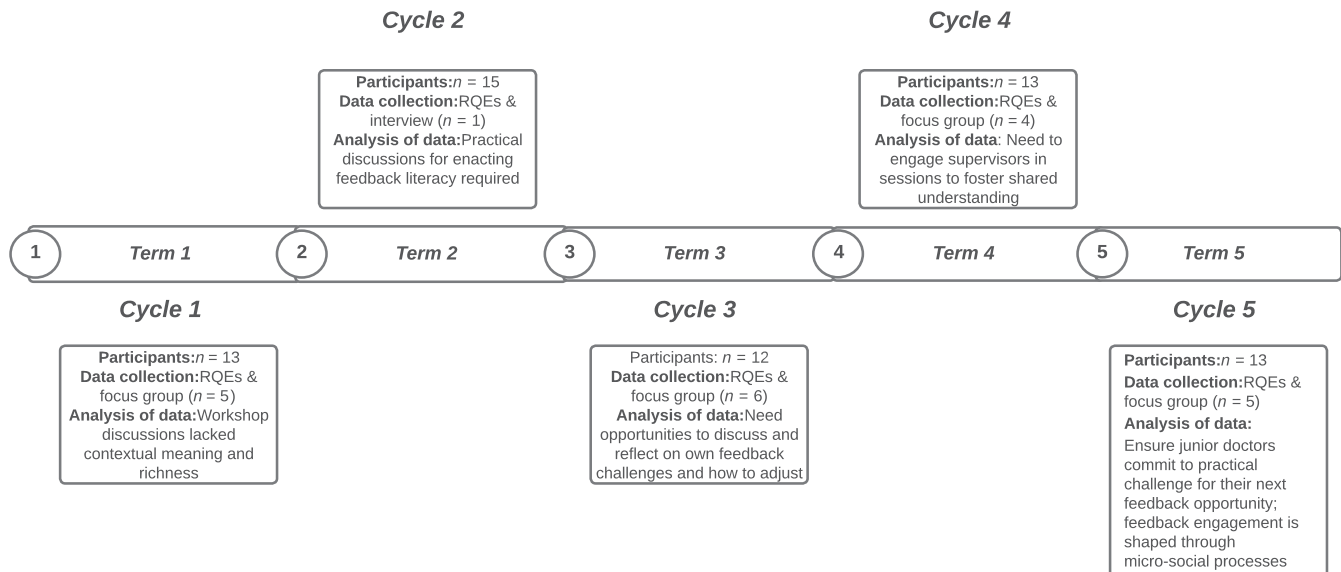 Cycle 2
Participants:n = 15
Data collection:RQEs &
interview (n = 1)
Analysis of data:Practical
discussions for enacting
feedback literacy required
Cycle 4
Participants:n = 13
Data collection:RQEs &
focus group (n = 4)
Analysis of data: Need to
engage supervisors in
sessions to foster shared
understanding
1 Term 1 2 Term 2 3 Term 3 4 Term 4 5 Term 5
Cycle 1
Participants:n = 13
Data collection:RQEs &
focus group (n = 5)
Analysis of data:Workshop
discussions lacked
contextual meaning and
richness
Cycle 3
Participants: n = 12
Data collection:RQEs &
focus group (n = 6)
Analysis of data:Need
opportunities to discuss and
reflect on own feedback
challenges and how to adjust
Cycle 5
Participants:n = 13
Data collection:RQEs &
focus group (n = 5)
Analysis of data:
Ensure junior doctors
commit to practical
challenge for their next
feedback opportunity;
feedback engagement is
shaped through
micro-social processes